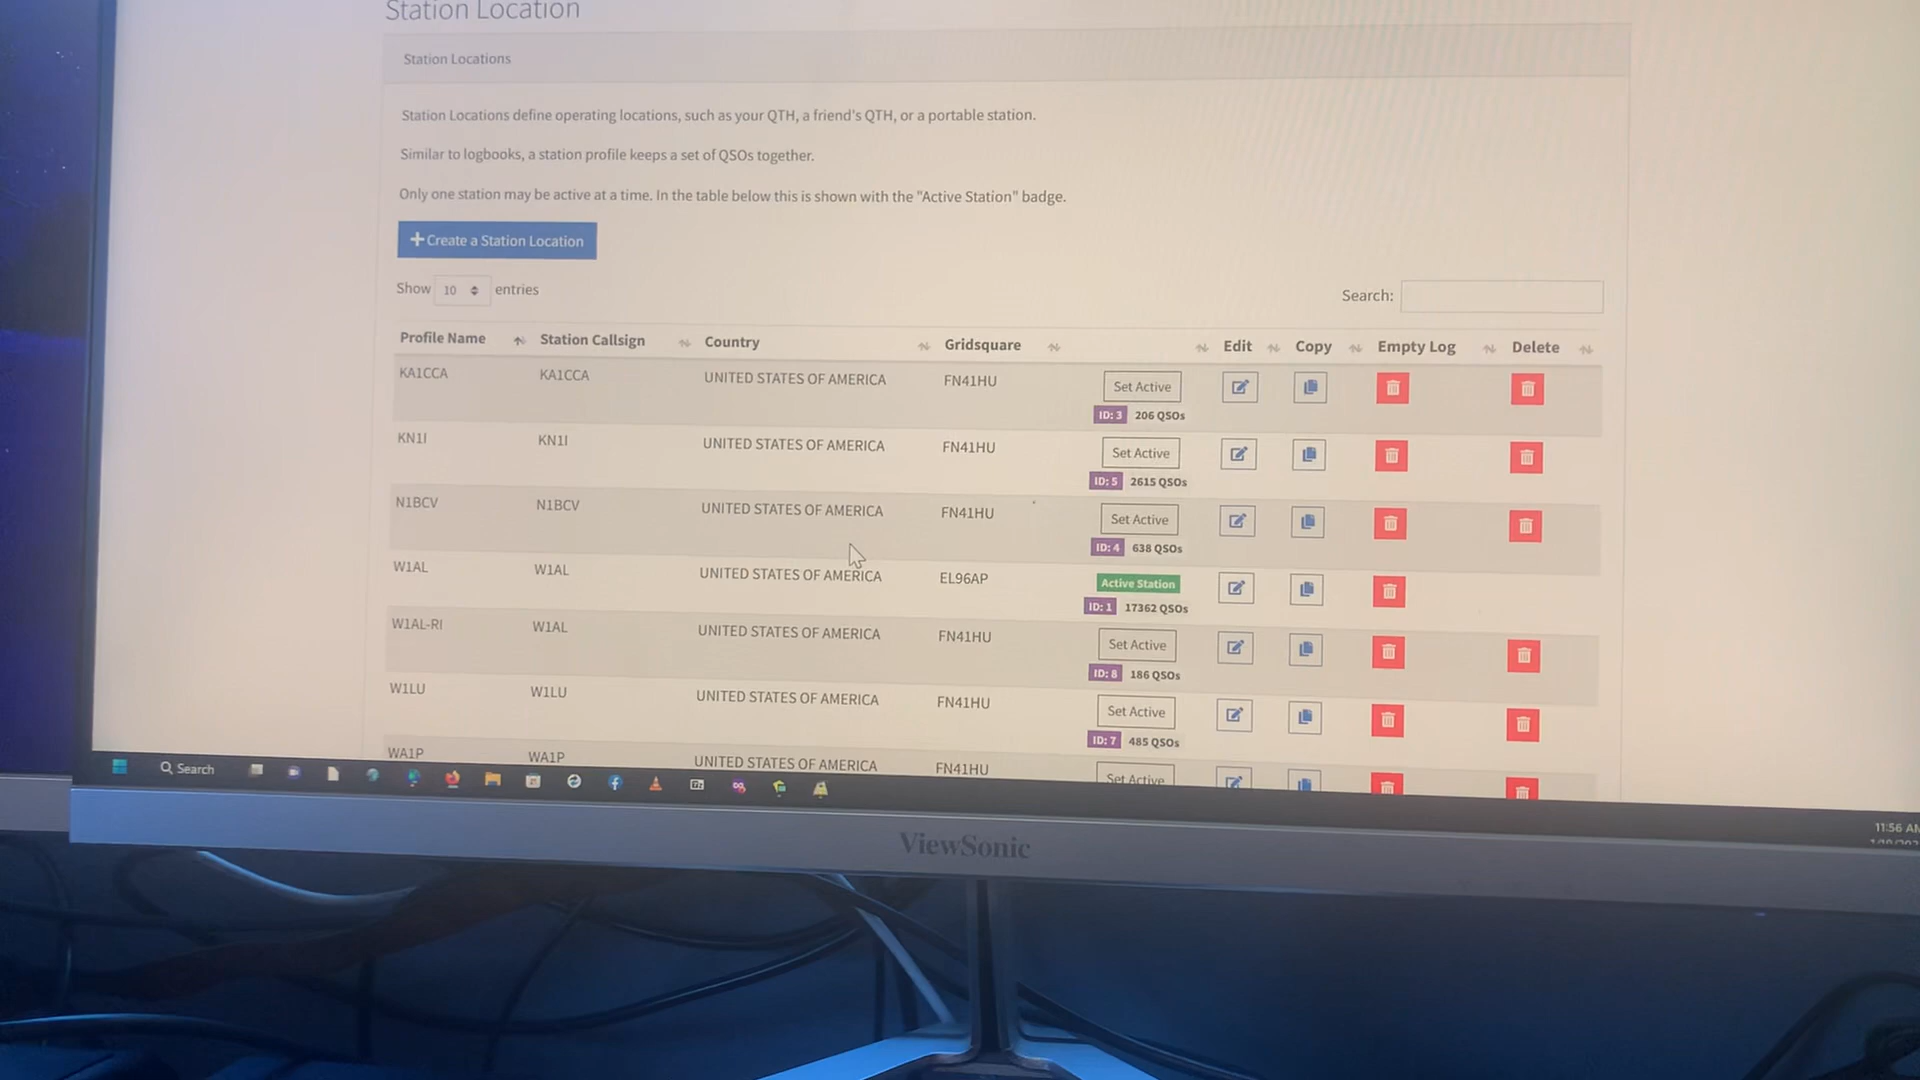 Station Location
Station Locations
Station Locations define operating locations, such as your QTH, a friend's QTH, or a portable station.
Similar to logbooks, a station profile keeps a set of QSOs together.
Only one station may be active at a time. In the table below this is shown with the "Active Station" badge.
Create a Station Location
Show 10 entries
Search:
Profile Name Station Callsign Country Gridsquare Edit Copy Empty Log Delete
KA1CCA KA1CCA UNITED STATES OF AMERICA FN41HU Set Active
ID: 3 206 QSOs
KN1I KN1I UNITED STATES OF AMERICA FN41HU Set Active
ID: 5 2615 QSOs
N1BCV N1BCV UNITED STATES OF AMERICA FN41HU Set Active
ID: 4 638 QSOs
W1AL W1AL UNITED STATES OF AMERICA EL96AP Active Station
ID: 1 17362 QSOs
W1AL-RI W1AL UNITED STATES OF AMERICA FN41HU Set Active
ID: 8 186 QSOs
W1LU W1LU UNITED STATES OF AMERICA FN41HU Set Active
ID: 7 485 QSOs
WA1P WA1P UNITED STATES OF AMERICA FN41HU Set Active
Search
11:56 AM
ViewSonic